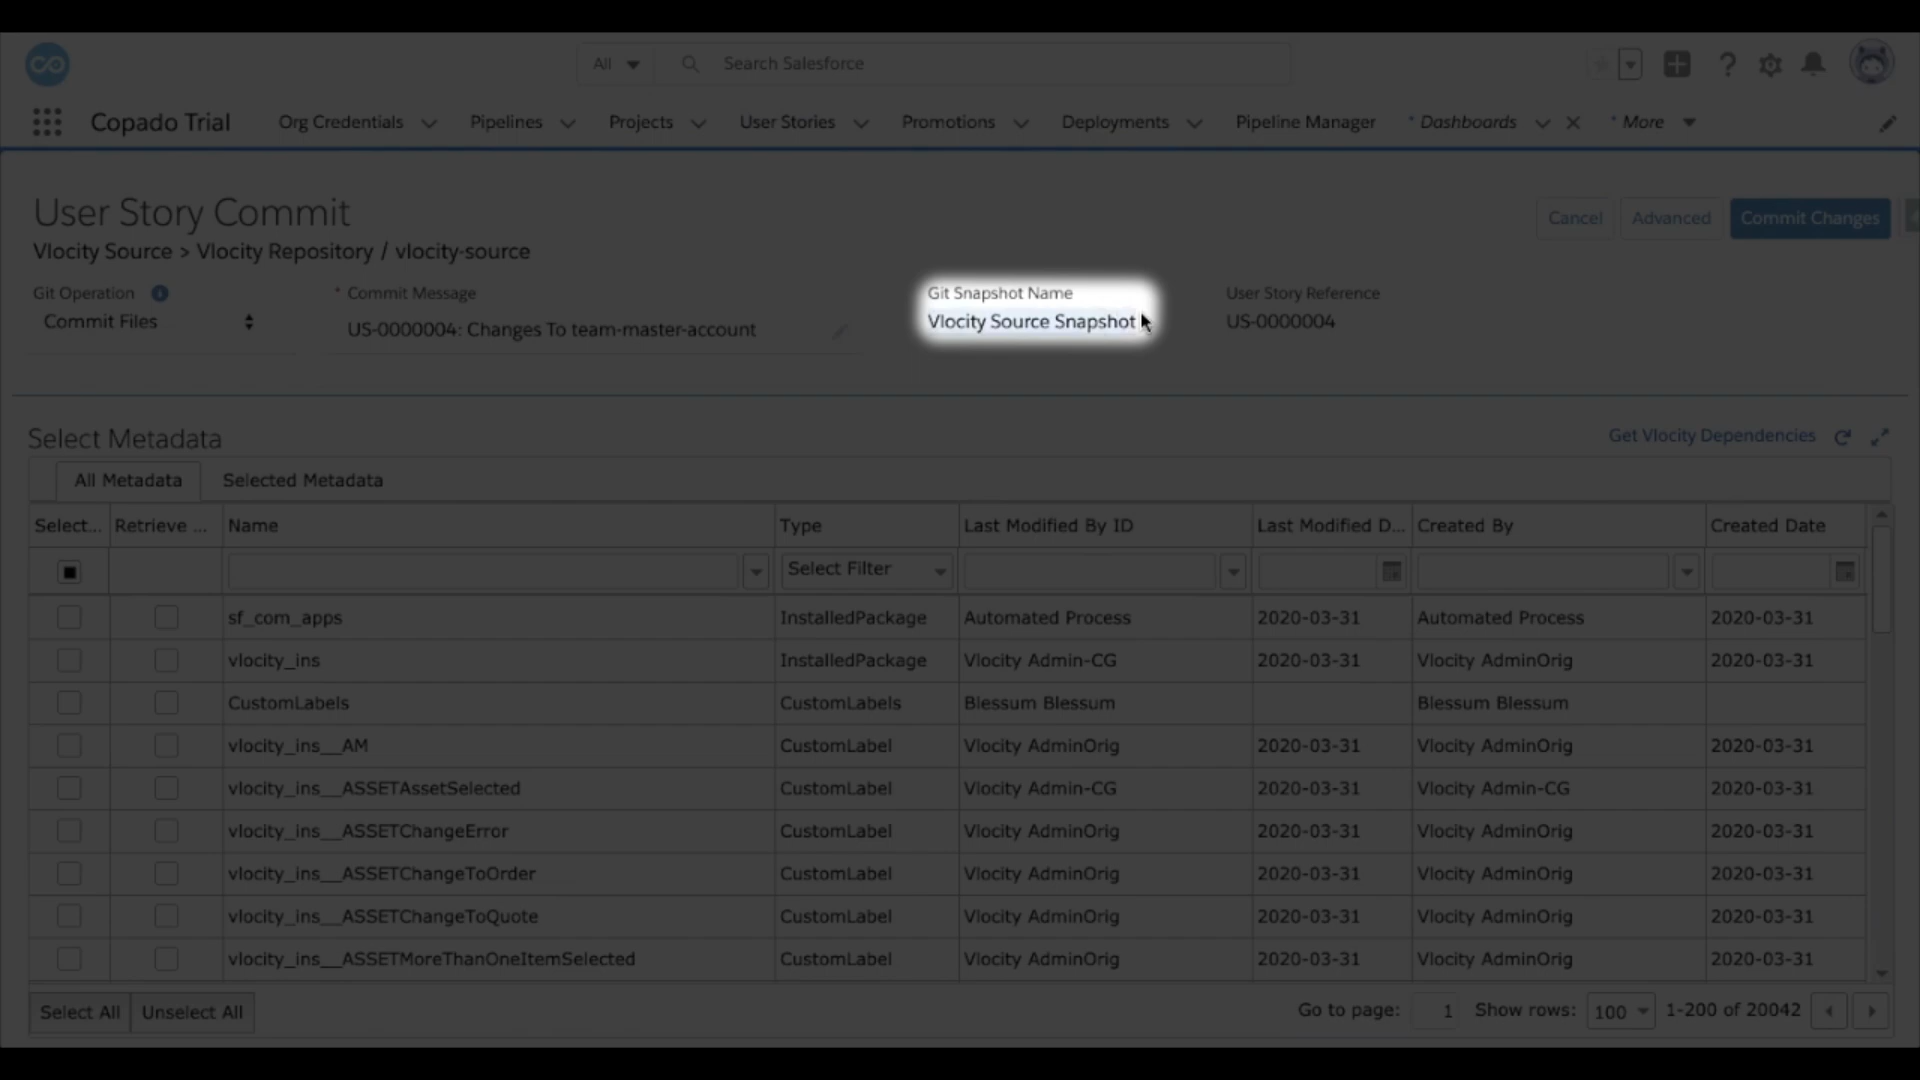 All
Search Salesforce
Copado Trial
Org Credentials
Pipelines
Projects
User Stories
Promotions
Deployments
Pipeline Manager
* Dashboards
* More
User Story Commit
Cancel
Advanced
Commit Changes
Vlocity Source > Vlocity Repository / vlocity-source
Git Operation
* Commit Message
Git Snapshot Name
User Story Reference
Commit Files
US-0000004: Changes To team-master-account
Vlocity Source Snapshot
US-0000004
Select Metadata
Get Vlocity Dependencies
All Metadata
Selected Metadata
Select... Retrieve ... Name Type Last Modified By ID Last Modified D... Created By Created Date
Select Filter
sf_com_apps InstalledPackage Automated Process 2020-03-31 Automated Process 2020-03-31
vlocity_ins InstalledPackage Vlocity Admin-CG 2020-03-31 Vlocity AdminOrig 2020-03-31
CustomLabels CustomLabels Blessum Blessum Blessum Blessum
vlocity_ins__AM CustomLabel Vlocity AdminOrig 2020-03-31 Vlocity AdminOrig 2020-03-31
vlocity_ins__ASSETAssetSelected CustomLabel Vlocity Admin-CG 2020-03-31 Vlocity Admin-CG 2020-03-31
vlocity_ins__ASSETChangeError CustomLabel Vlocity AdminOrig 2020-03-31 Vlocity AdminOrig 2020-03-31
vlocity_ins__ASSETChangeToOrder CustomLabel Vlocity AdminOrig 2020-03-31 Vlocity AdminOrig 2020-03-31
vlocity_ins__ASSETChangeToQuote CustomLabel Vlocity AdminOrig 2020-03-31 Vlocity AdminOrig 2020-03-31
vlocity_ins__ASSETMoreThanOneItemSelected CustomLabel Vlocity AdminOrig 2020-03-31 Vlocity AdminOrig 2020-03-31
Select All
Unselect All
Go to page: 1 Show rows: 100 1-200 of 20042